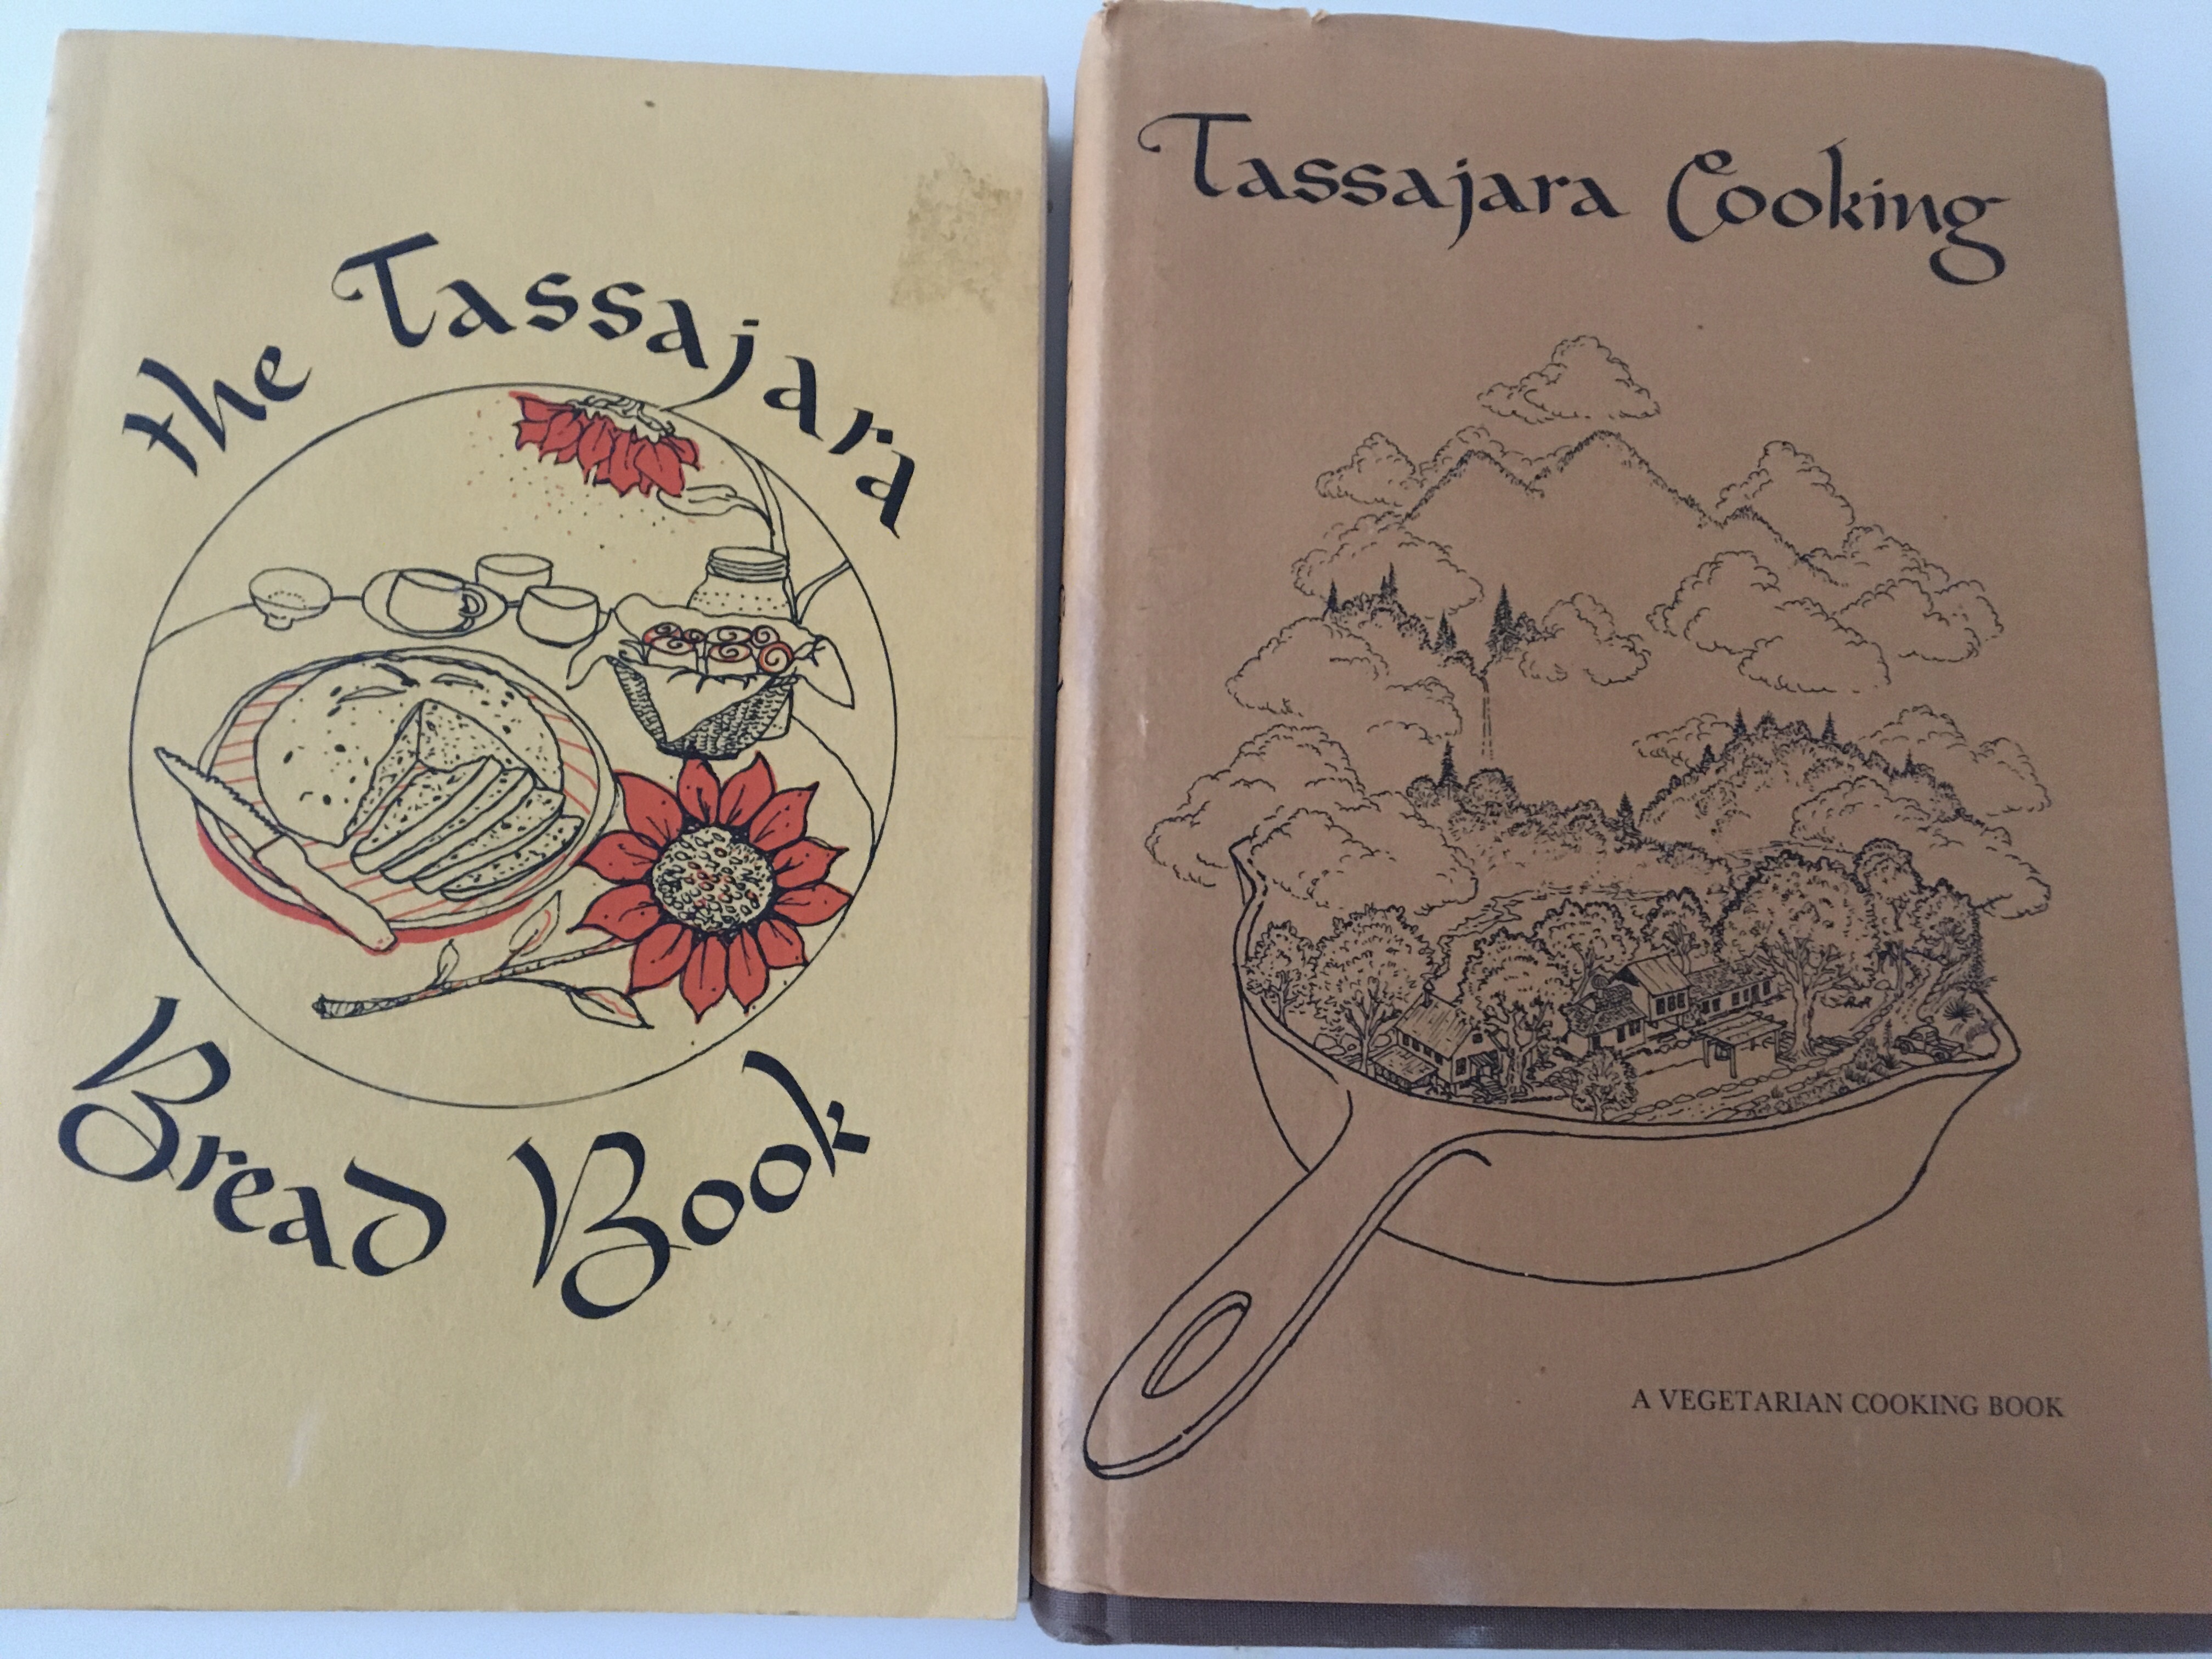 the Tassajara
Bread Book
Tassajara Cooking
A VEGETARIAN COOKING BOOK